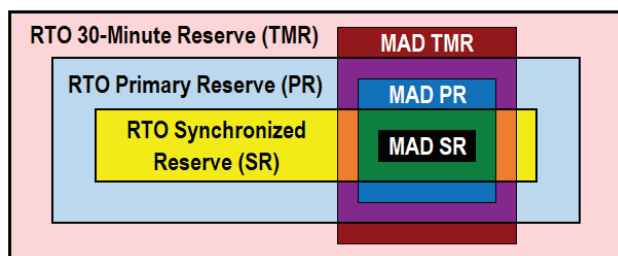 RTO 30-Minute Reserve (TMR)
MAD TMR
RTO Primary Reserve (PR)
MAD PR
RTO Synchronized
Reserve (SR)
MAD SR